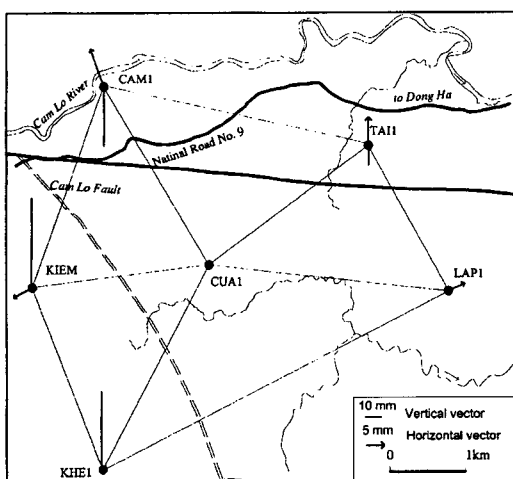 CAM1
Cam Lo River
to Dong Ha
TAI1
Natinal Road No. 9
Cam Lo Fault
KIEM
CUA1
LAP1
KHE1
10 mm Vertical vector
5 mm Horizontal vector
0 1km